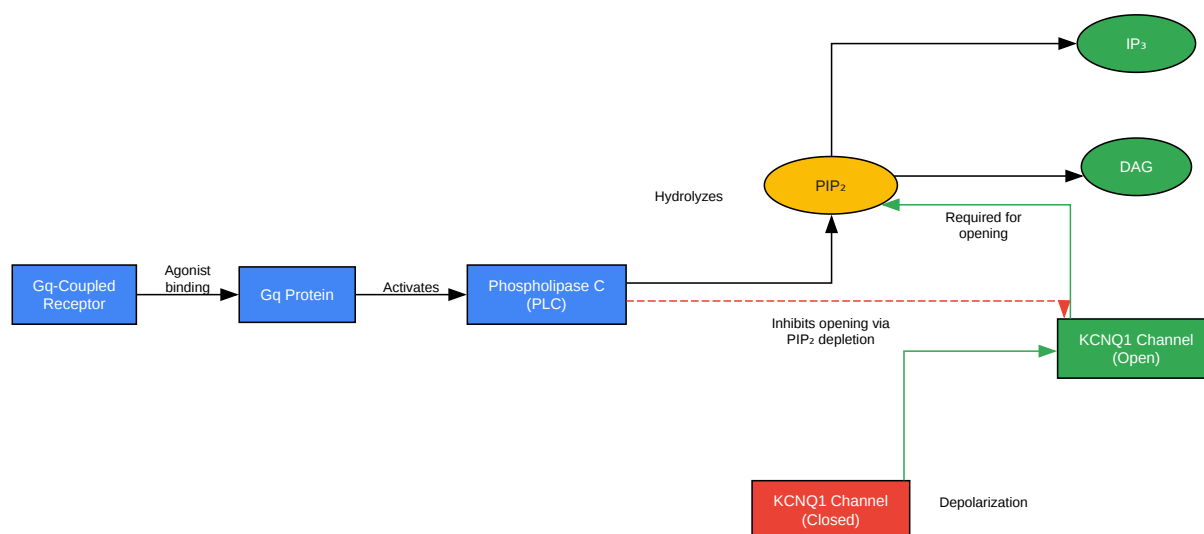 IP₃
DAG
PIP₂
Hydrolyzes
Required for
opening
Agonist
binding
Gq-Coupled
Receptor
Gq Protein
Activates
Phospholipase C
(PLC)
Inhibits opening via
PIP₂ depletion
KCNQ1 Channel
(Open)
KCNQ1 Channel
(Closed)
Depolarization